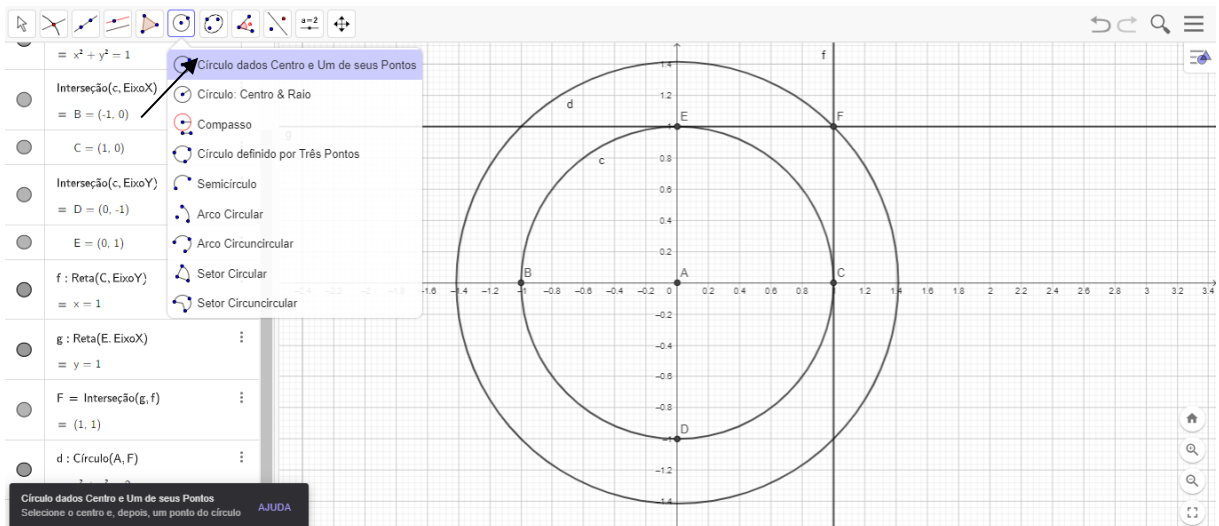 a=2
= x² + y² = 1
Interseção(c, EixoX)
= B = (-1, 0)
C = (1, 0)
Interseção(c, EixoY)
= D = (0, -1)
E = (0, 1)
f : Reta(C, EixoY)
= x = 1
g : Reta(E. EixoX)
= y = 1
F = Interseção(g, f)
= (1, 1)
d : Círculo(A, F)
Círculo dados Centro e Um de seus Pontos
Círculo: Centro & Raio
Compasso
Círculo definido por Três Pontos
Semicírculo
Arco Circular
Arco Circuncircular
Setor Circular
Setor Circuncircular
Círculo dados Centro e Um de seus Pontos
Selecione o centro e, depois, um ponto do círculo
AJUDA
f
1.4
1.2
d
E
F
1
g
c
0.8
0.6
0.4
0.2
B
A
C
-1.6 -1.4 -1.2 -1 -0.8 -0.6 -0.4 -0.2 0 0.2 0.4 0.6 0.8 1 1.2 1.4 1.6 1.8 2 2.2 2.4 2.6 2.8 3 3.2 3.4
-0.2
-0.4
-0.6
-0.8
D
-1
-1.2
-1.4